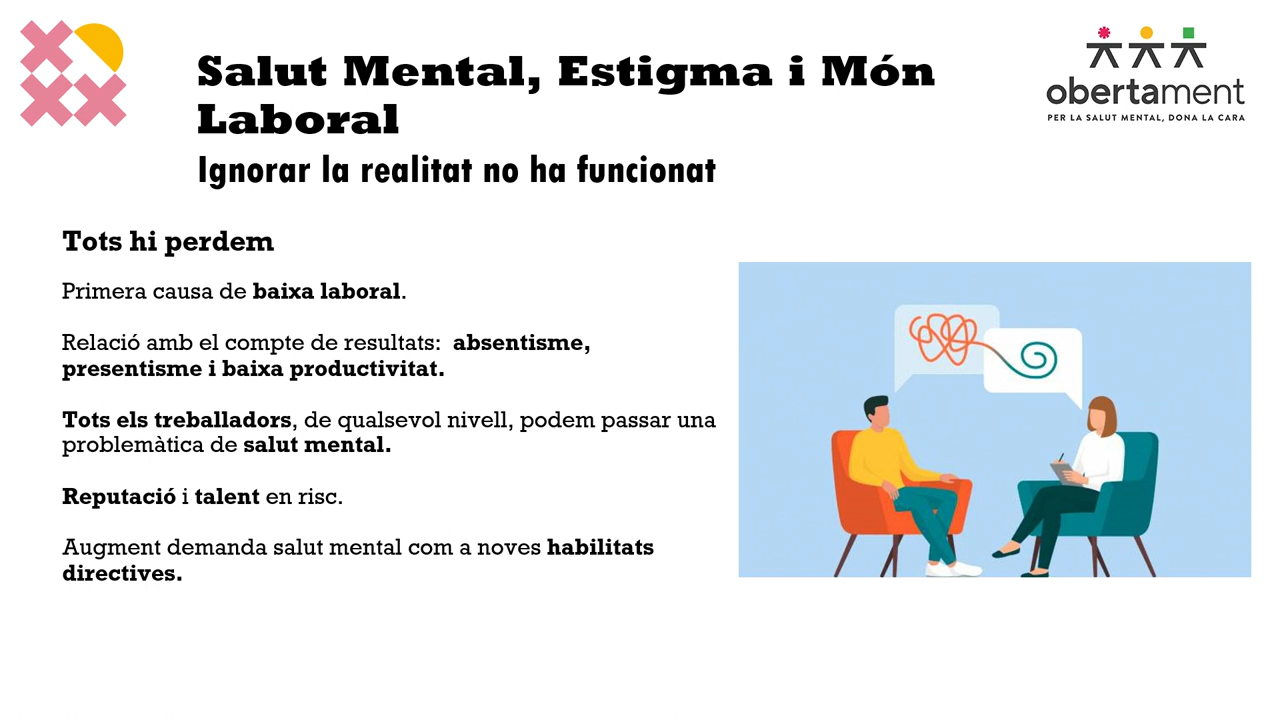 Salut Mental, Estigma i Món
Laboral
Ignorar la realitat no ha funcionat
obertament
PER LA SALUT MENTAL, DONA LA CARA
Tots hi perdem
Primera causa de baixa laboral.
Relació amb el compte de resultats:  absentisme,
presentisme i baixa productivitat.
Tots els treballadors, de qualsevol nivell, podem passar una
problemàtica de salut mental.
Reputació i talent en risc.
Augment demanda salut mental com a noves habilitats
directives.